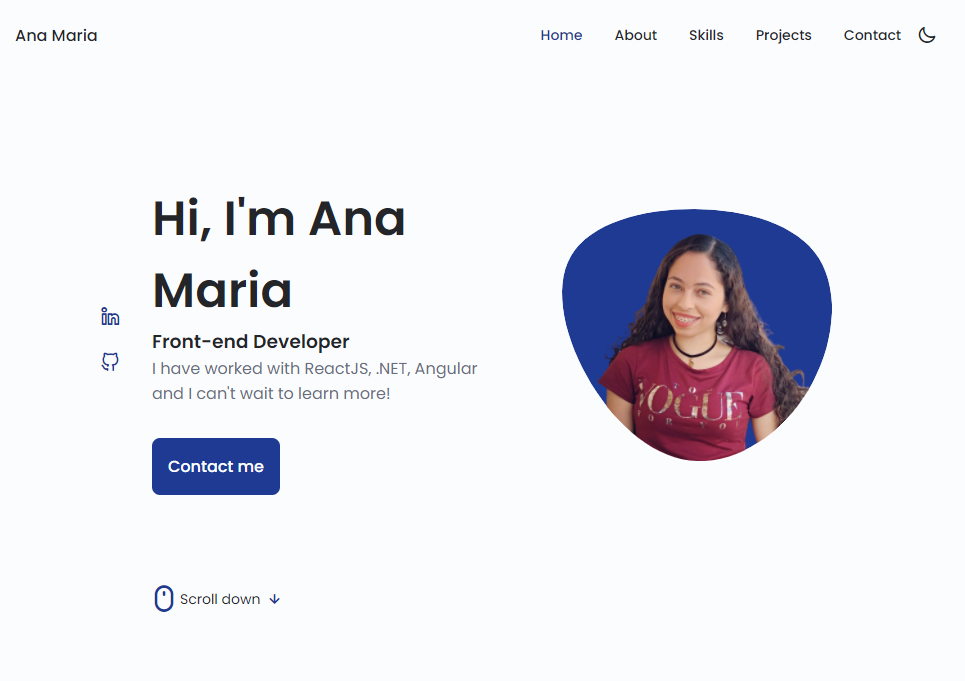 Ana Maria
Home About Skills Projects Contact
Hi, I'm Ana
Maria
Front-end Developer
I have worked with ReactJS, .NET, Angular
and I can't wait to learn more!
Contact me
Scroll down
VOGUE